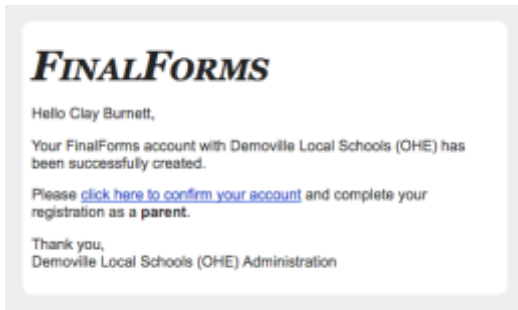 FINALFORMS
Hello Clay Burnett,
Your FinalForms account with Demoville Local Schools (OHE) has
been successfully created.
Please click here to confirm your account and complete your
registration as a parent.
Thank you,
Demoville Local Schools (OHE) Administration